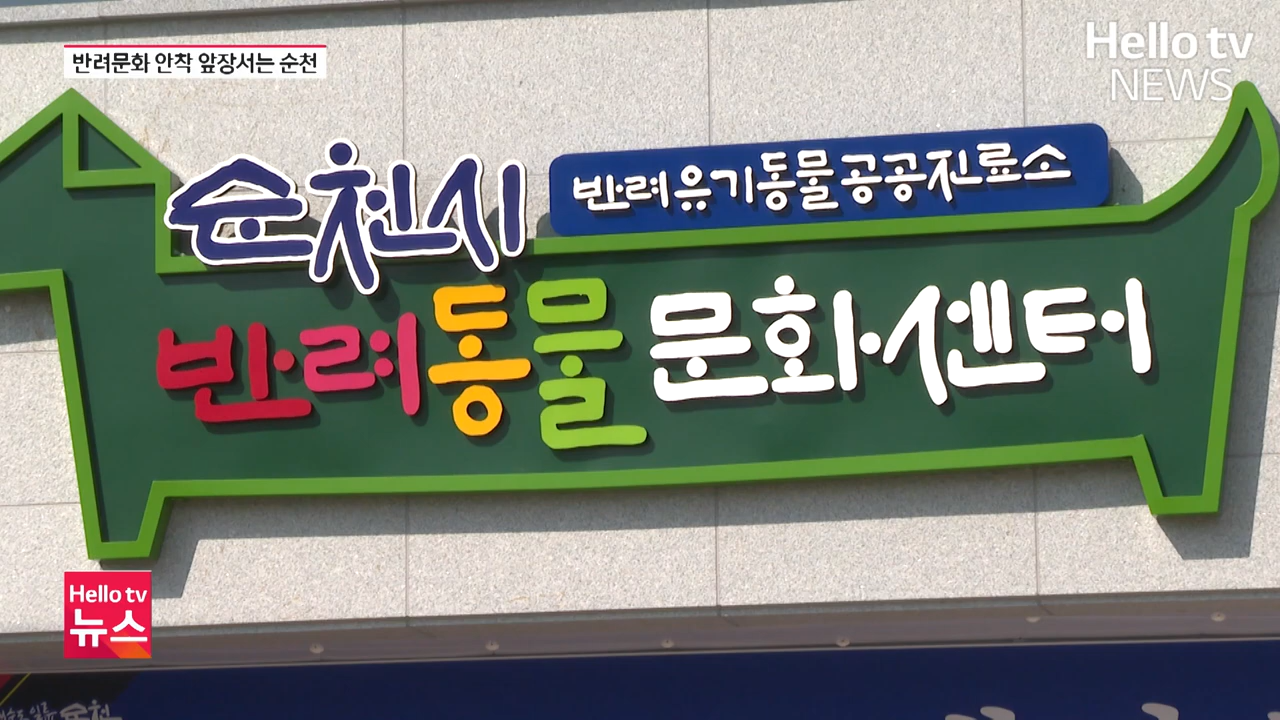 반려문화 안착 앞장서는 순천
Hello tv
NEWS
순천시
반려유기동물공공진료소
반려동물 문화센터
Hello tv
뉴스
순천